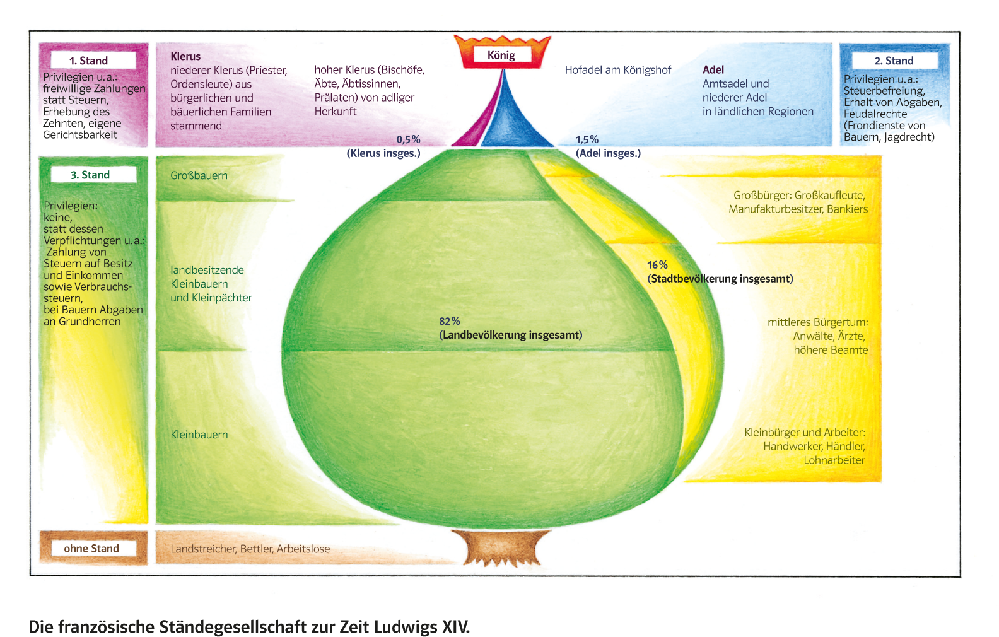 1. Stand
Privilegien u. a.:
freiwillige Zahlungen
statt Steuern,
Erhebung des
Zehnten, eigene
Gerichtsbarkeit
Klerus
niederer Klerus (Priester,
Ordensleute) aus
bürgerlichen und
bäuerlichen Familien
stammend
hoher Klerus (Bischöfe,
Äbte, Äbtissinnen,
Prälaten) von adliger
Herkunft
0,5 %
(Klerus insges.)
König
Hofadel am Königshof
Adel
Amtsadel und
niederer Adel
in ländlichen Regionen
1,5 %
(Adel insges.)
2. Stand
Privilegien u. a.:
Steuerbefreiung,
Erhalt von Abgaben,
Feudalrechte
(Frondienste von
Bauern, Jagdrecht)
3. Stand
Privilegien:
keine,
statt dessen
Verpflichtungen u. a.:
Zahlung von
Steuern auf Besitz
und Einkommen
sowie Verbrauchs-
steuern,
bei Bauern Abgaben
an Grundherren
Großbauern
landbesitzende
Kleinbauern
und Kleinpächter
Kleinbauern
82 %
(Landbevölkerung insgesamt)
16 %
(Stadtbevölkerung insgesamt)
Großbürger: Großkaufleute,
Manufakturbesitzer, Bankiers
mittleres Bürgertum:
Anwälte, Ärzte,
höhere Beamte
Kleinbürger und Arbeiter:
Handwerker, Händler,
Lohnarbeiter
ohne Stand
Landstreicher, Bettler, Arbeitslose
Die französische Ständegesellschaft zur Zeit Ludwigs XIV.